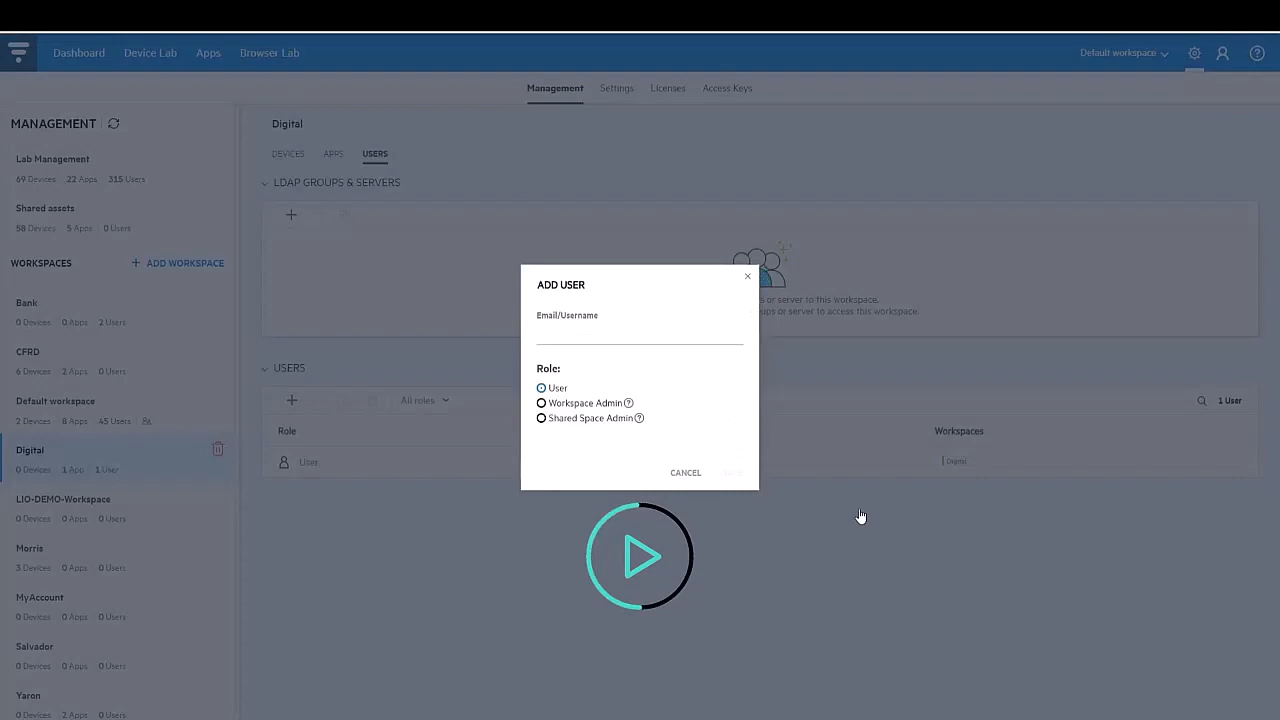 Dashboard Device Lab Apps Browser Lab Default workspace
Management Settings Licenses Access Keys
MANAGEMENT
Lab Management
69 Devices 22 Apps 315 Users
Shared assets
58 Devices 5 Apps 0 Users
WORKSPACES + ADD WORKSPACE
Bank
0 Devices 0 Apps 2 Users
CFRD
6 Devices 2 Apps 0 Users
Default workspace
2 Devices 8 Apps 45 Users
Digital
0 Devices 1 App 1 User
LIO-DEMO-Workspace
0 Devices 0 Apps 0 Users
Morris
3 Devices 0 Apps 0 Users
MyAccount
0 Devices 0 Apps 0 Users
Salvador
0 Devices 0 Apps 0 Users
Yaron
0 Devices 2 Apps 0 Users
Digital
DEVICES APPS USERS
LDAP GROUPS & SERVERS
or server to this workspace.
or server to access this workspace.
USERS
All roles 1 User
Role Workspaces
User Digital
ADD USER
Email/Username
Role:
User
Workspace Admin
Shared Space Admin
CANCEL